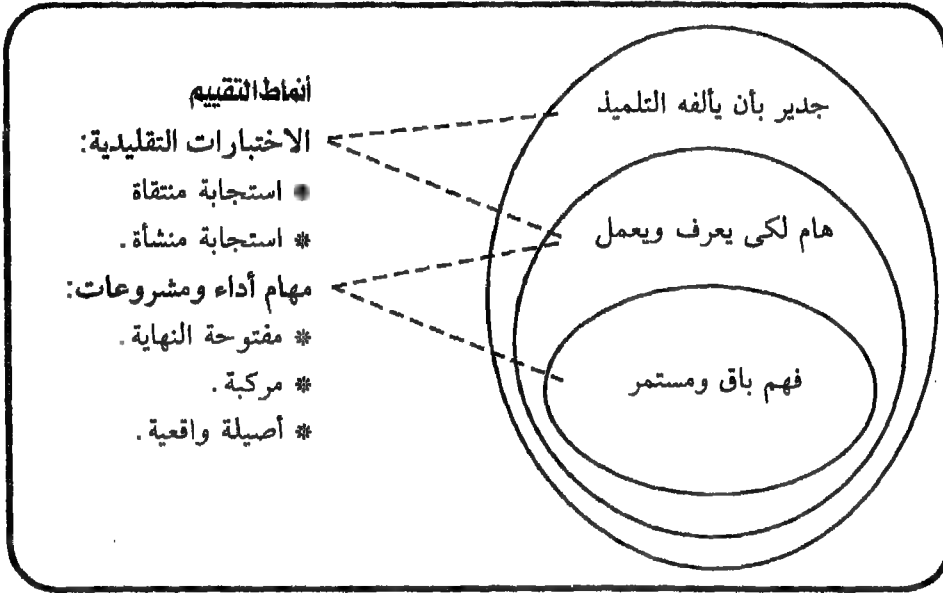 جدير بأن يألفه التلميذ
هام لكى يعرف ويعمل
فهم باق ومستمر
أنماط التقييم
الاختبارات التقليدية:
* استجابة منتقاة
* استجابة منشأة.
مهام أداء ومشروعات:
* مفتوحة النهاية.
* مركبة.
* أصيلة واقعية.